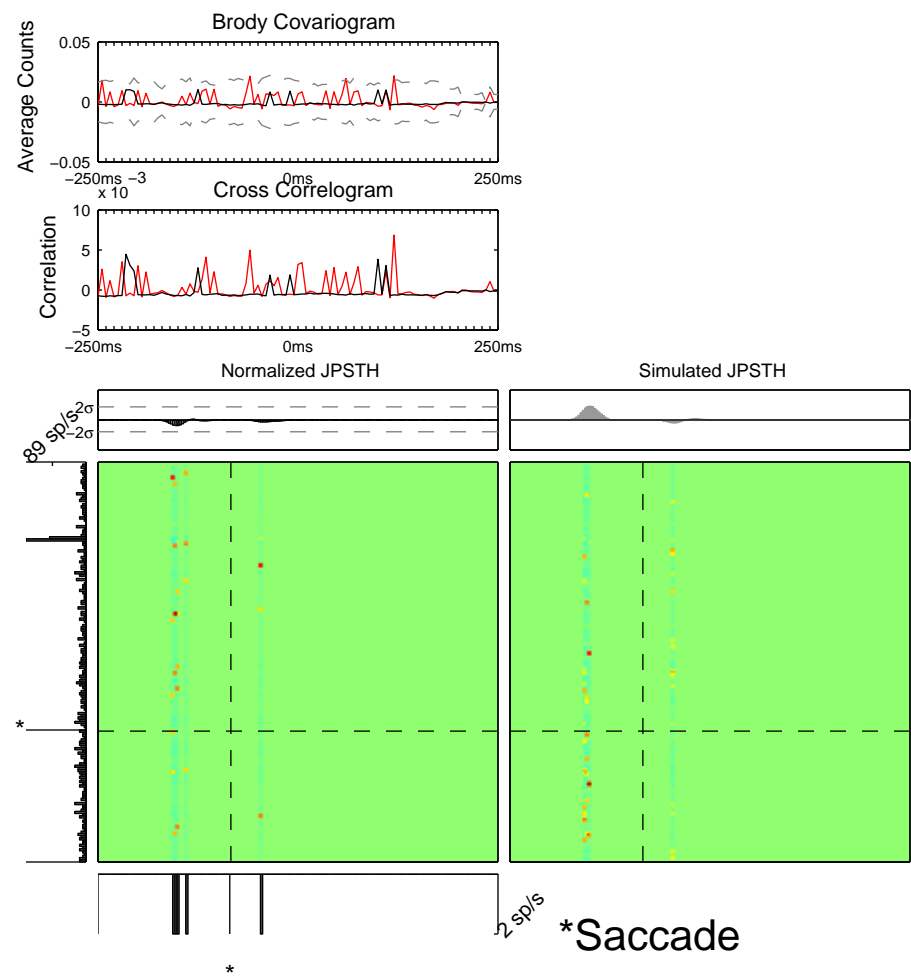 Brody Covariogram
Average Counts
0.05
0
−0.05
−250ms
0ms
250ms
x 10
−3
Cross Correlogram
Correlation
10
5
0
−5
−250ms
0ms
250ms
Normalized JPSTH
Simulated JPSTH
2σ
−2σ
89 sp/s
*
2 sp/s
*
*Saccade